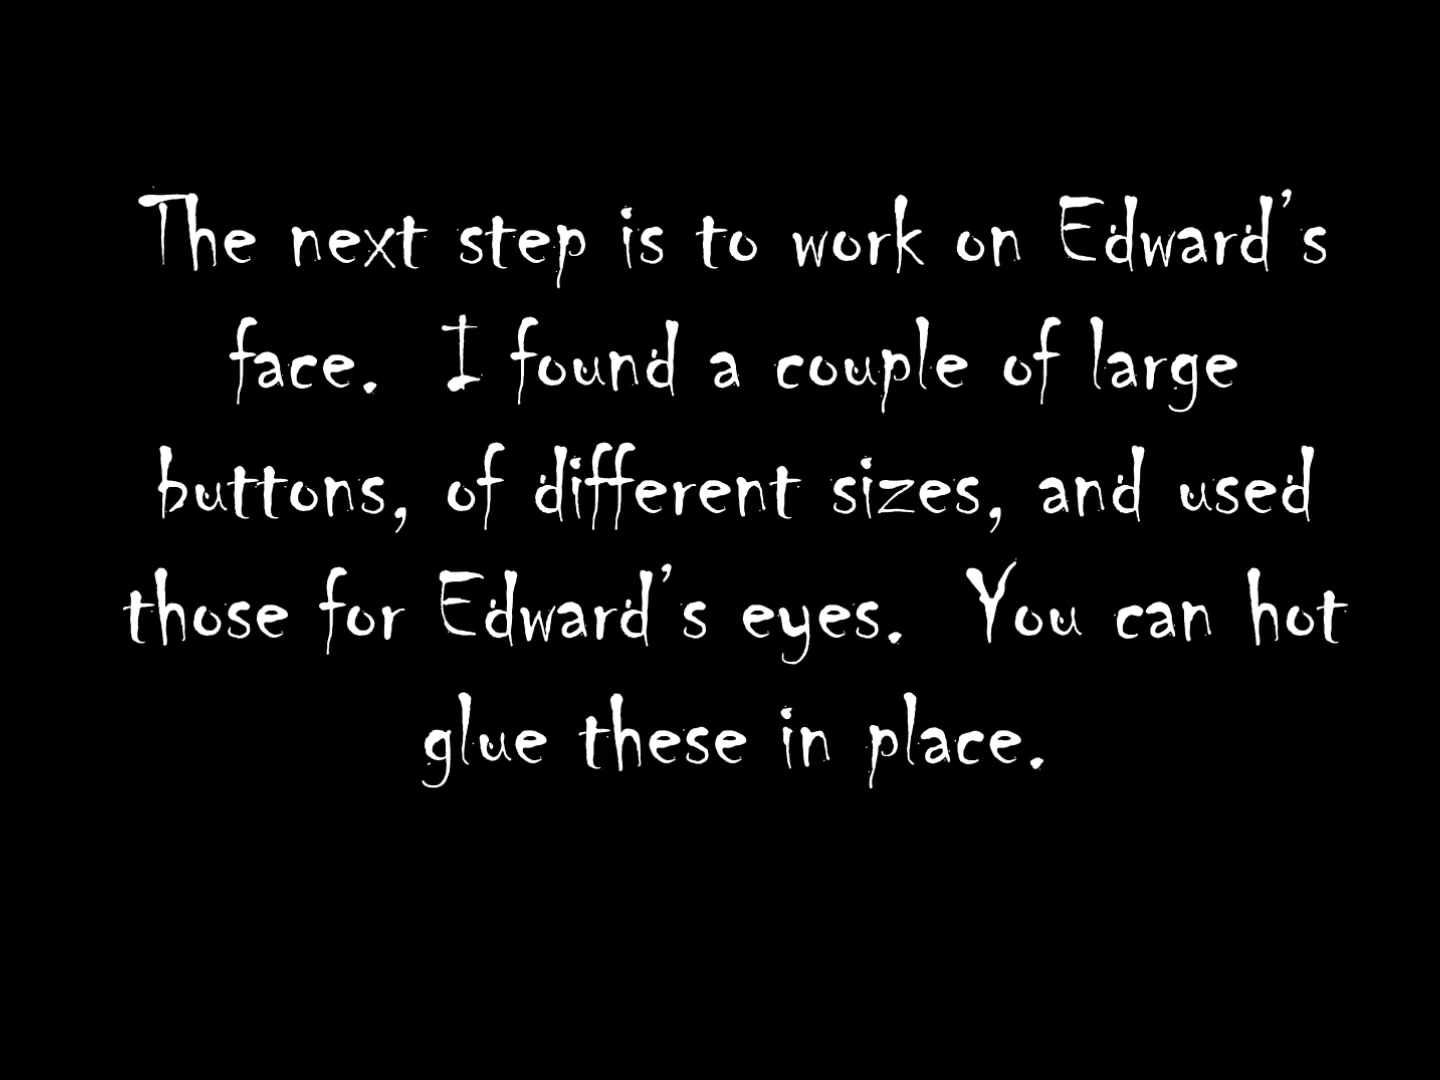 The next step is to work on Edward's
face.  I found a couple of large
buttons, of different sizes, and used
those for Edward's eyes.  You can hot
glue these in place.